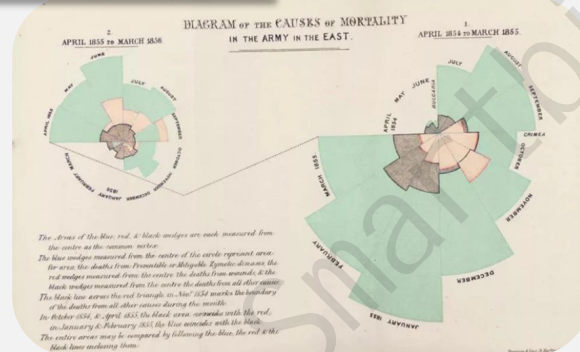 DIAGRAM OF THE CAUSES OF MORTALITY
IN THE ARMY IN THE EAST.
2.
APRIL 1855 TO MARCH 1856.
1.
APRIL 1854 TO MARCH 1855.
APRIL 1855
MAY
JUNE
JULY
AUGUST
SEPTEMBER
OCTOBER
NOVEMBER
DECEMBER
JANUARY 1856
FEBRUARY
MARCH
APRIL 1854
MAY
JUNE
JULY
BULGARIA
AUGUST
SEPTEMBER
CRIMEA
OCTOBER
NOVEMBER
DECEMBER
JANUARY 1855
FEBRUARY
MARCH 1855.
The Areas of the blue, red, & black wedges are each measured from
the centre as the common vertex.
The blue wedges measured from the centre of the circle represent area
for area the deaths from Preventible or Mitigable Zymotic diseases, the
red wedges measured from the centre the deaths from wounds, & the
black wedges measured from the centre the deaths from all other causes.
The black line across the red triangle in Novr. 1854 marks the boundary
of the deaths from all other causes during the month.
In October 1854, & April 1855, the black area coincides with the red,
in January & February 1855, the blue coincides with the black.
The entire areas may be compared by following the blue, the red & the
black lines enclosing them.
smart